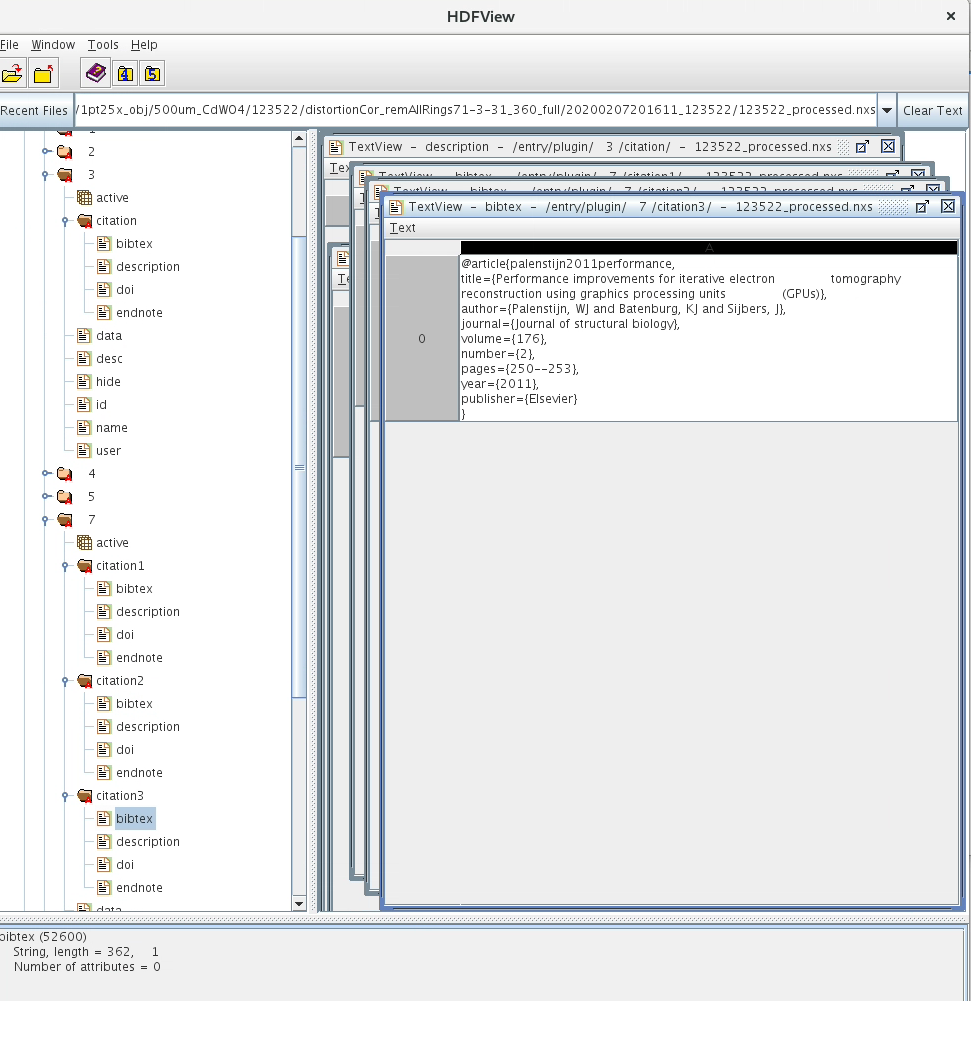 HDFView
File Window Tools Help
4 5
Recent Files /1pt25x_obj/500um_CdWO4/123522/distortionCor_remAllRings71-3-31_360_full/20200207201611_123522/123522_processed.nxs Clear Text
1
2
3
active
citation
bibtex
description
doi
endnote
data
desc
hide
id
name
user
4
5
7
active
citation1
bibtex
description
doi
endnote
citation2
bibtex
description
doi
endnote
citation3
bibtex
description
doi
endnote
data
TextView - description - /entry/plugin/ 3 /citation/ - 123522_processed.nxs
Tex
TextView - bibtex - /entry/plugin/ 7 /citation1/ - 123522_processed.nxs
TextView - bibtex - /entry/plugin/ 7 /citation2/ - 123522_processed.nxs
TextView - bibtex - /entry/plugin/ 7 /citation3/ - 123522_processed.nxs
Text
A
0
@article{palenstijn2011performance,
title={Performance improvements for iterative electron tomography
reconstruction using graphics processing units (GPUs)},
author={Palenstijn, WJ and Batenburg, KJ and Sijbers, J},
journal={Journal of structural biology},
volume={176},
number={2},
pages={250--253},
year={2011},
publisher={Elsevier}
}
bibtex (52600)
String, length = 362, 1
Number of attributes = 0